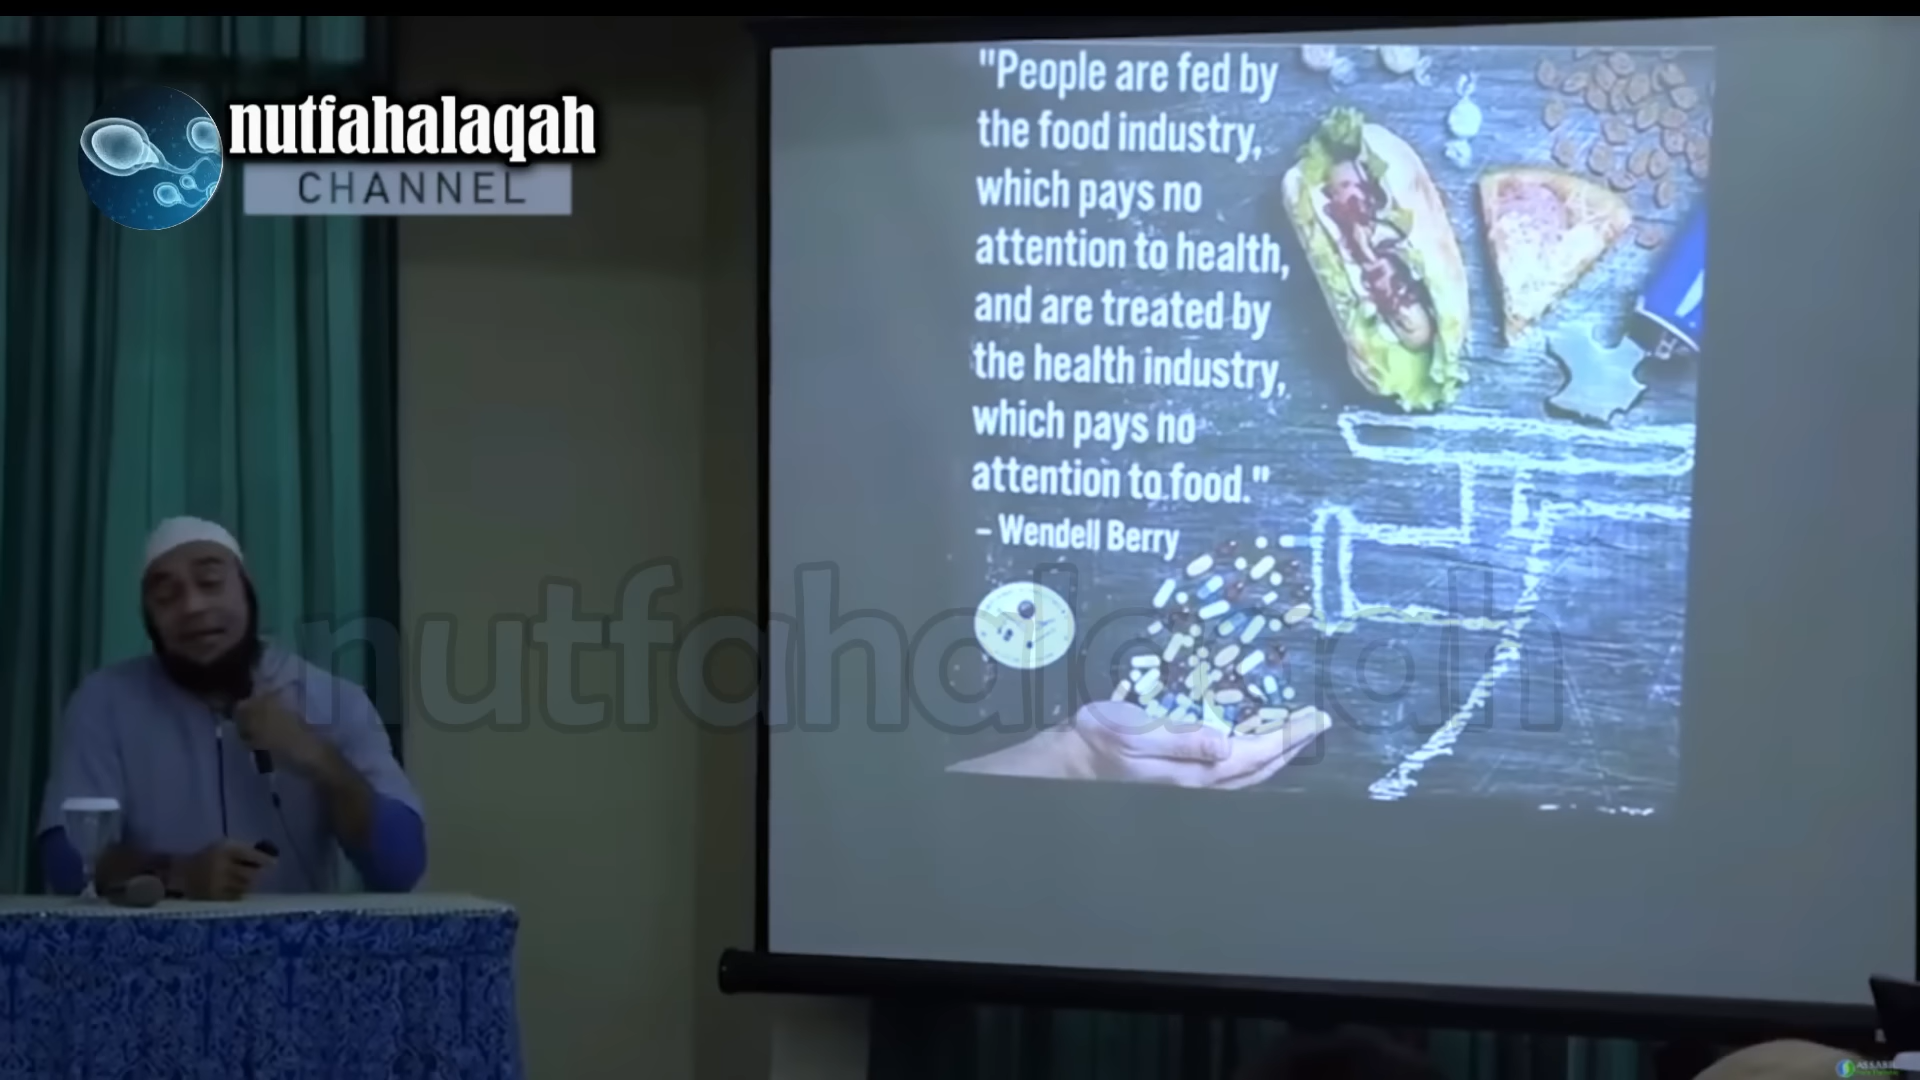 nutfahalaqah
CHANNEL
"People are fed by
the food industry,
which pays no
attention to health,
and are treated by
the health industry,
which pays no
attention to food."
– Wendell Berry
nutfahalaqah